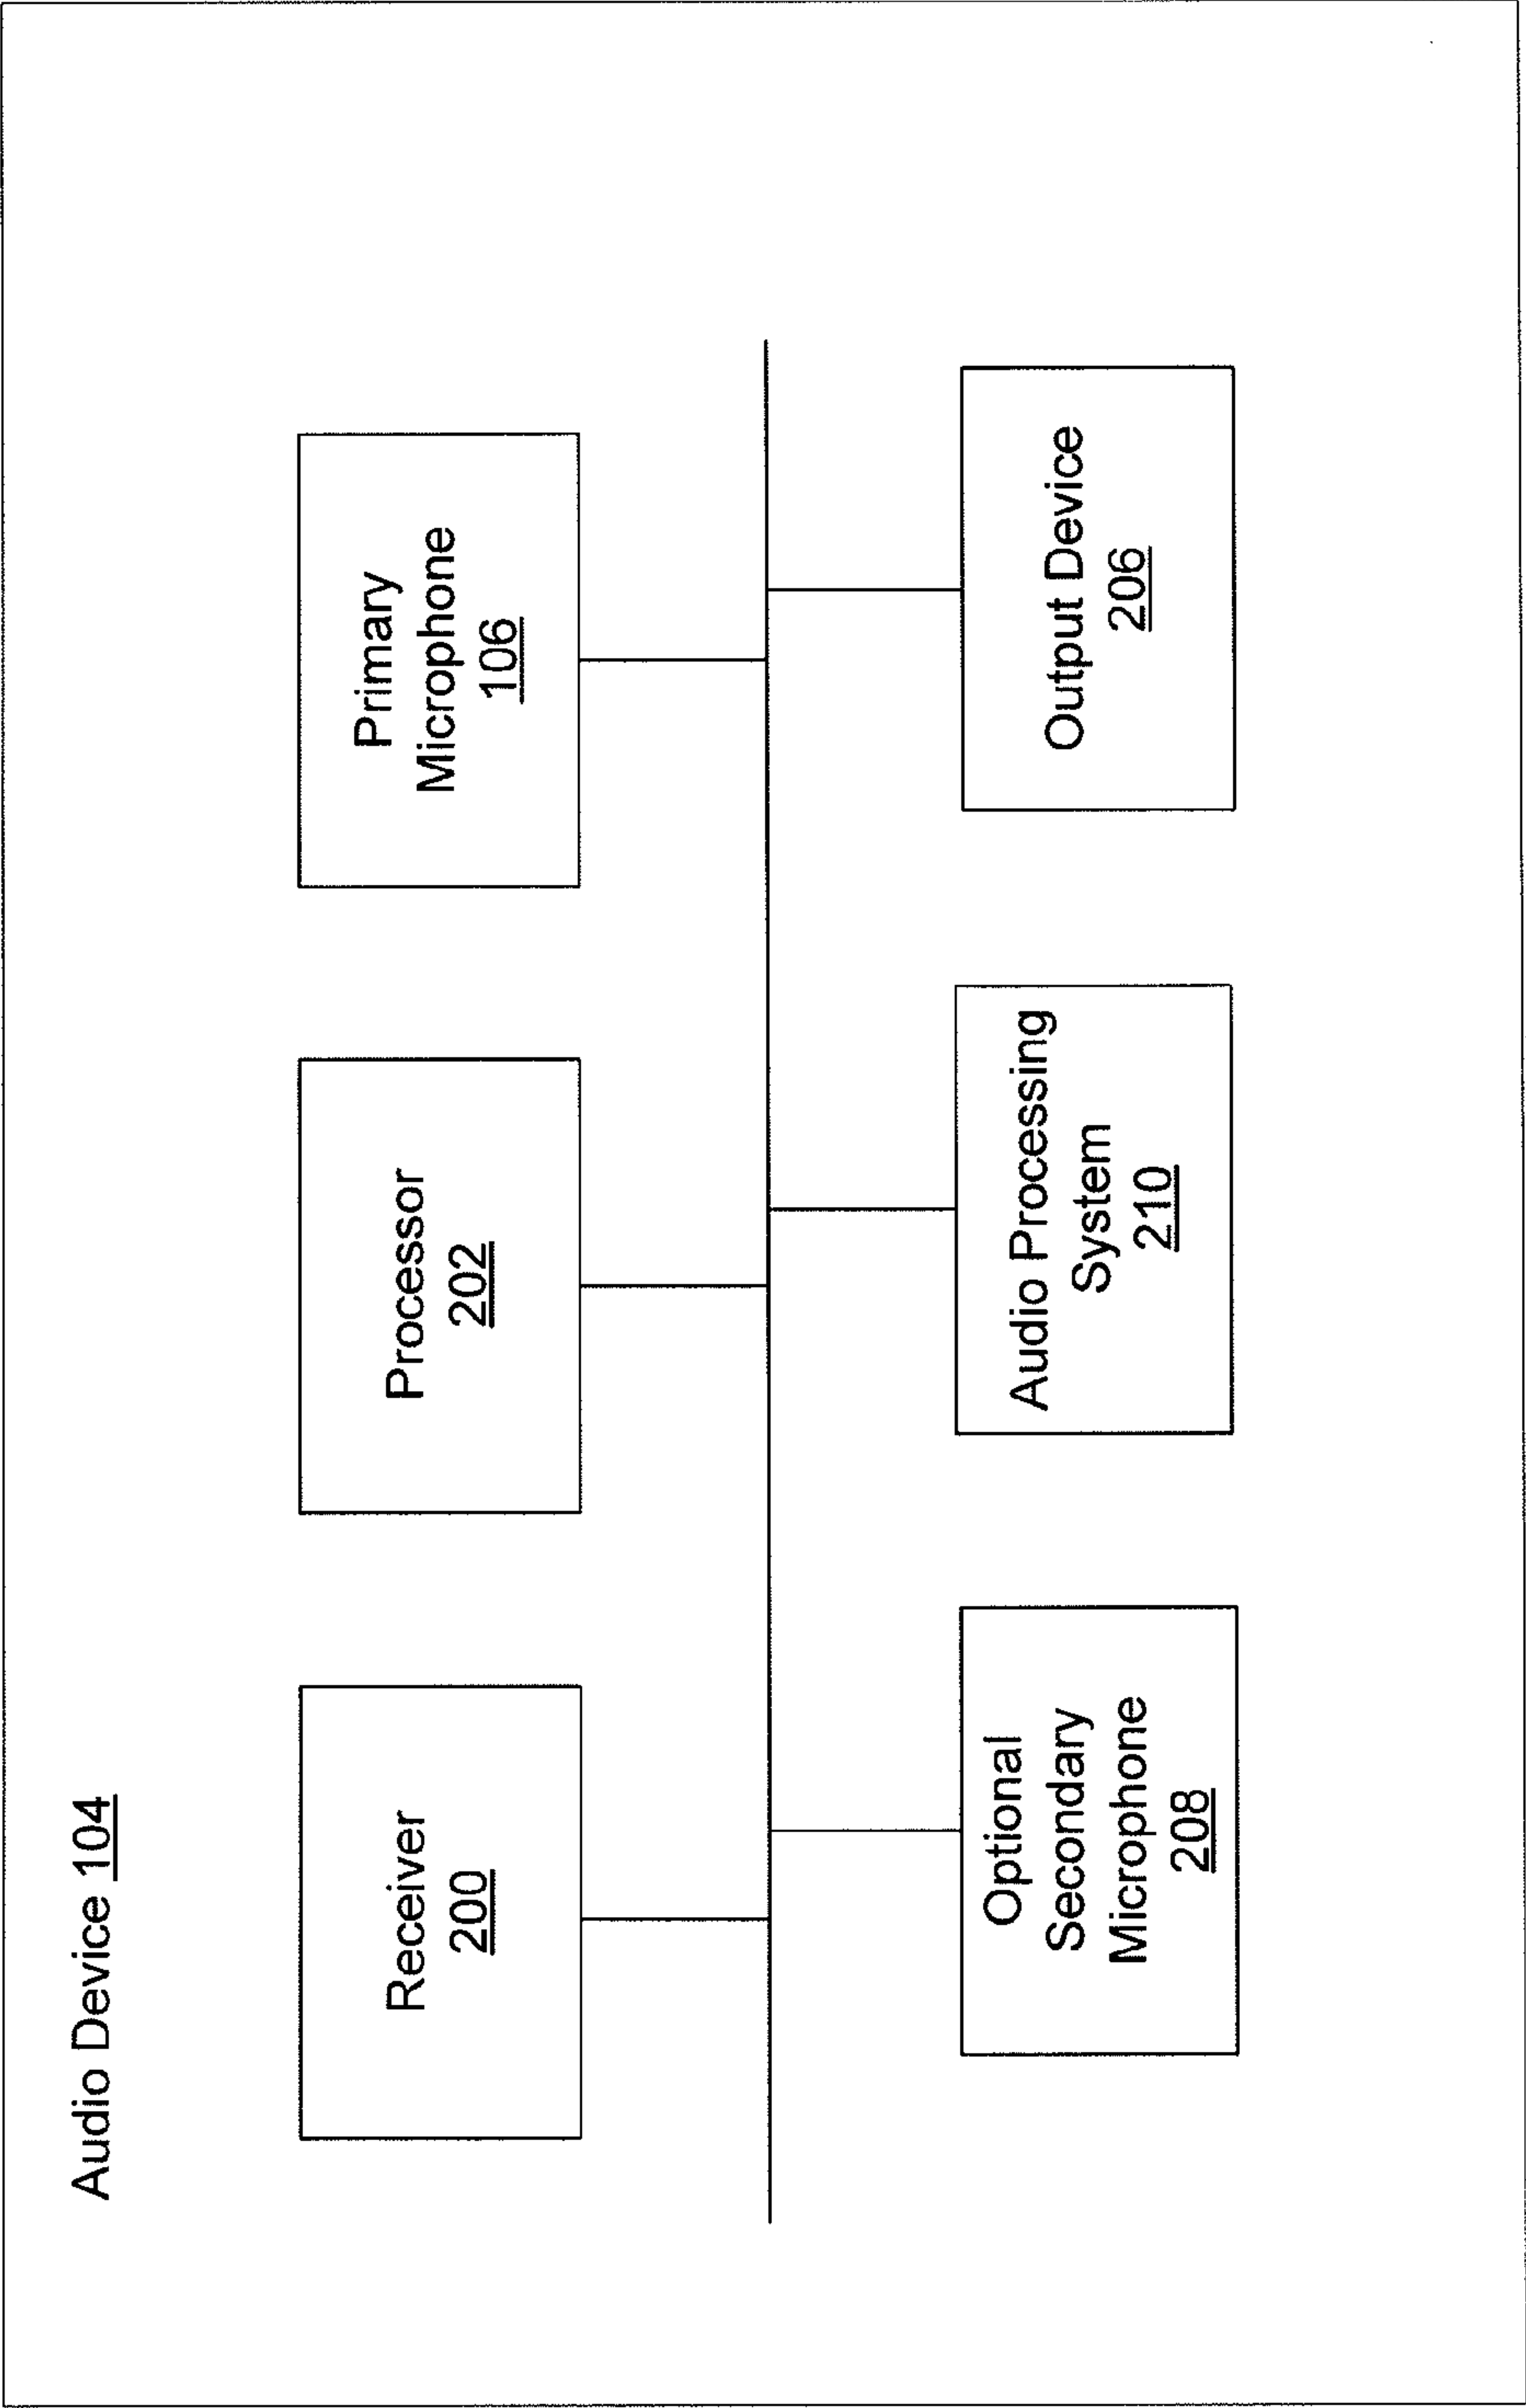 Audio Device 104
Receiver
200
Processor
202
Primary
Microphone
106
Optional
Secondary
Microphone
208
Audio Processing
System
210
Output Device
206